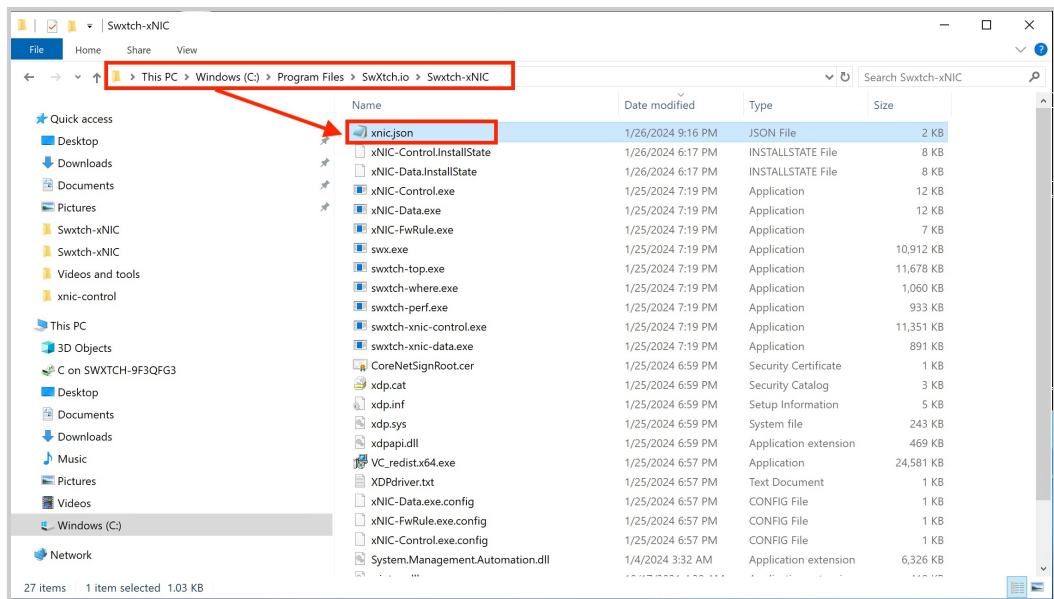 Swxtch-xNIC
File Home Share View
This PC > Windows (C:) > Program Files > SwXtch.io > Swxtch-xNIC
Search Swxtch-xNIC
Quick access
Desktop
Downloads
Documents
Pictures
Swxtch-xNIC
Swxtch-xNIC
Videos and tools
xnic-control
This PC
3D Objects
C on SWXTCH-9F3QFG3
Desktop
Documents
Downloads
Music
Pictures
Videos
Windows (C:)
Network
Name Date modified Type Size
xnic.json 1/26/2024 9:16 PM JSON File 2 KB
xNIC-Control.InstallState 1/26/2024 6:17 PM INSTALLSTATE File 8 KB
xNIC-Data.InstallState 1/26/2024 6:17 PM INSTALLSTATE File 8 KB
xNIC-Control.exe 1/25/2024 7:19 PM Application 12 KB
xNIC-Data.exe 1/25/2024 7:19 PM Application 12 KB
xNIC-FwRule.exe 1/25/2024 7:19 PM Application 7 KB
swx.exe 1/25/2024 7:19 PM Application 10,912 KB
swxtch-top.exe 1/25/2024 7:19 PM Application 11,678 KB
swxtch-where.exe 1/25/2024 7:19 PM Application 1,060 KB
swxtch-perf.exe 1/25/2024 7:19 PM Application 933 KB
swxtch-xnic-control.exe 1/25/2024 7:19 PM Application 11,351 KB
swxtch-xnic-data.exe 1/25/2024 7:19 PM Application 891 KB
CoreNetSignRoot.cer 1/25/2024 6:59 PM Security Certificate 1 KB
xdp.cat 1/25/2024 6:59 PM Security Catalog 3 KB
xdp.inf 1/25/2024 6:59 PM Setup Information 5 KB
xdp.sys 1/25/2024 6:59 PM System file 243 KB
xdpapi.dll 1/25/2024 6:59 PM Application extension 469 KB
VC_redist.x64.exe 1/25/2024 6:57 PM Application 24,581 KB
XDPdriver.txt 1/25/2024 6:57 PM Text Document 1 KB
xNIC-Data.exe.config 1/25/2024 6:57 PM CONFIG File 1 KB
xNIC-FwRule.exe.config 1/25/2024 6:57 PM CONFIG File 1 KB
xNIC-Control.exe.config 1/25/2024 6:57 PM CONFIG File 1 KB
System.Management.Automation.dll 1/4/2024 3:32 AM Application extension 6,326 KB
27 items 1 item selected 1.03 KB